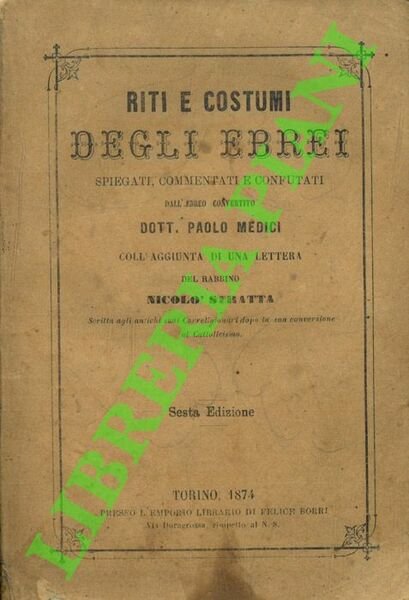 RITI E COSTUMI
DEGLI EBREI
SPIEGATI, COMMENTATI E CONFUTATI
DALL'EBREO CONVERTITO
DOTT. PAOLO MEDICI
COLL'AGGIUNTA DI UNA LETTERA
DEL RABBINO
NICOLO' STRATTA
Scritta agli antichi suoi Correligionari dopo la sua conversione
al Cattolicismo.
Sesta Edizione
TORINO, 1874
PRESSO L'EMPORIO LIBRARIO DI FELICE BORRI
Via Doragrossa, rimpetto al N. 8.
LIBRERIA PIANI